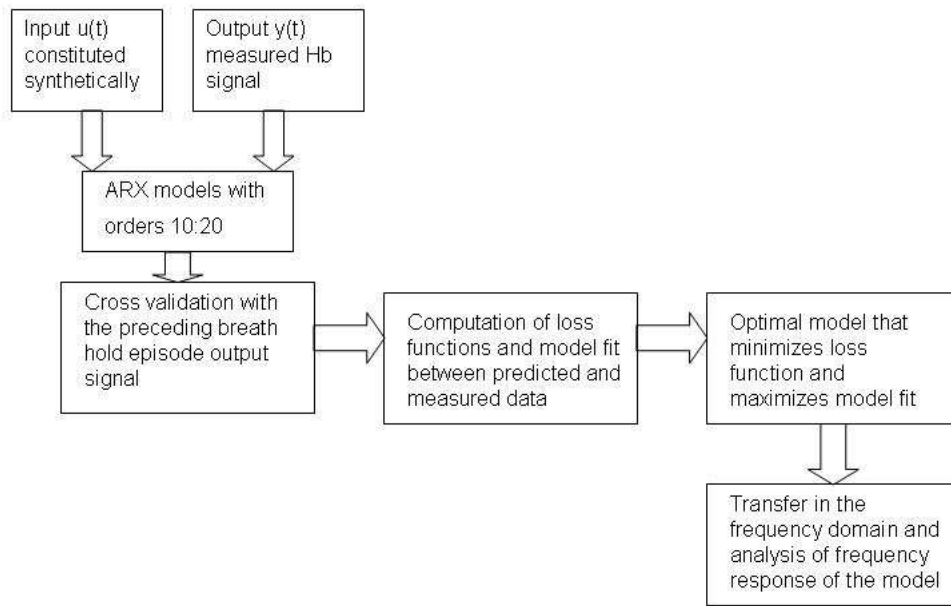 Input u(t)
constituted
synthetically
Output y(t)
measured Hb
signal
ARX models with
orders 10:20
Cross validation with
the preceding breath
hold episode output
signal
Computation of loss
functions and model fit
between predicted and
measured data
Optimal model that
minimizes loss
function and
maximizes model fit
Transfer in the
frequency domain and
analysis of frequency
response of the model